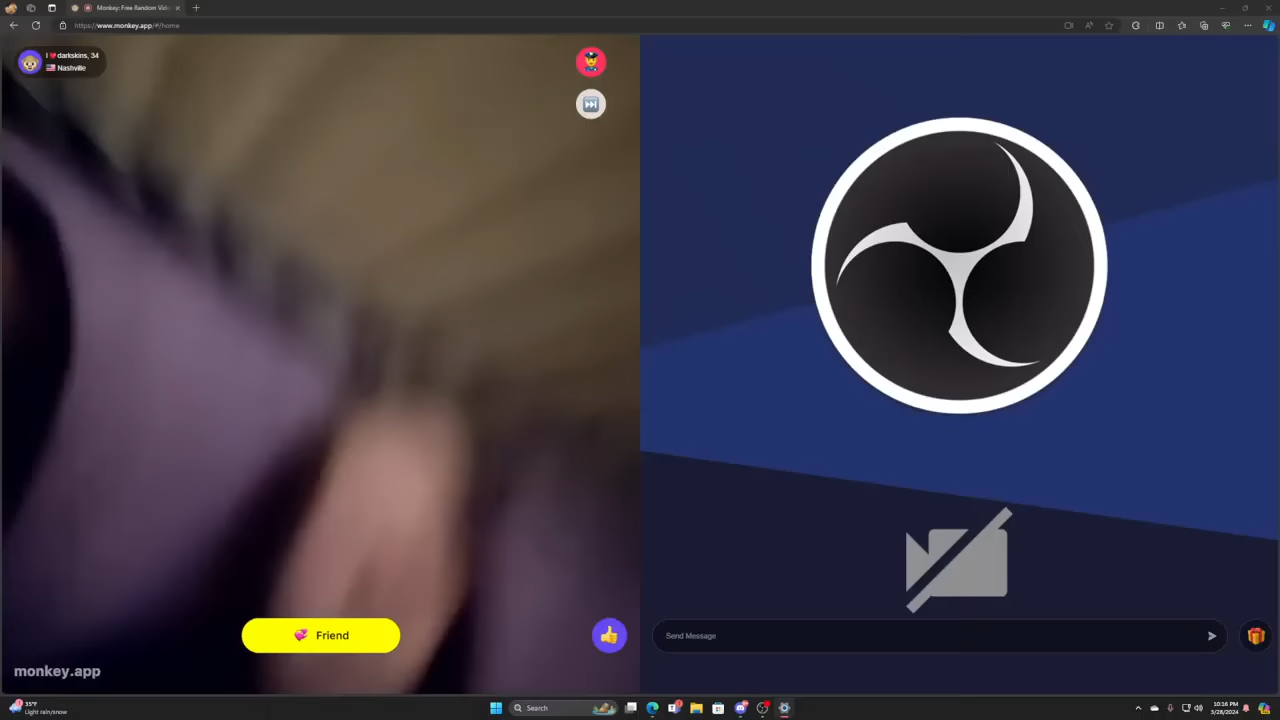 Monkey: Free Random Vide
https://www.monkey.app/#/home
I ❤️darkskins, 34
Nashville
Friend
monkey.app
Send Message
35°F
Light rain/snow
Search
10:16 PM
3/28/2024